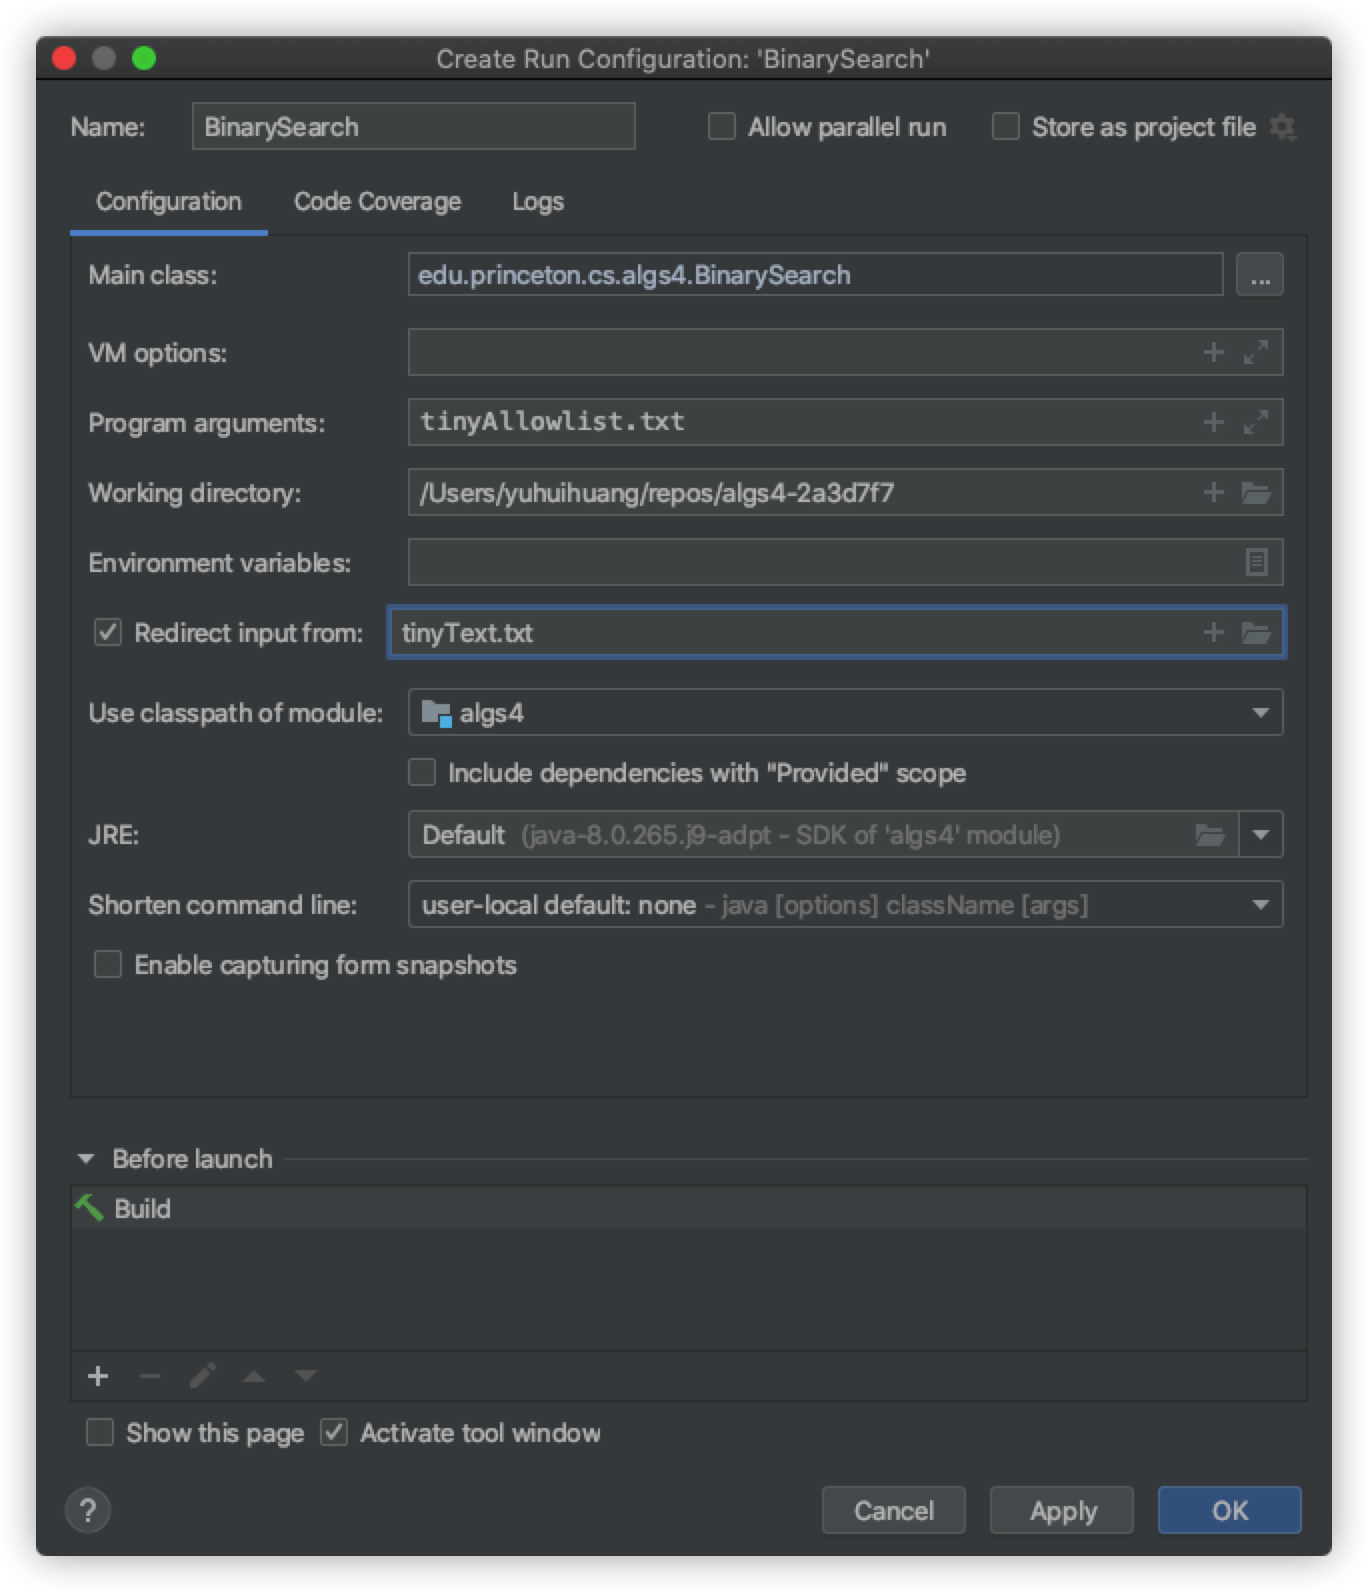 Create Run Configuration: 'BinarySearch'
Name: BinarySearch Allow parallel run Store as project file
Configuration Code Coverage Logs
Main class: edu.princeton.cs.algs4.BinarySearch ...
VM options:
Program arguments: tinyAllowlist.txt
Working directory: /Users/yuhuihuang/repos/algs4-2a3d7f7
Environment variables:
Redirect input from: tinyText.txt
Use classpath of module: algs4
Include dependencies with "Provided" scope
JRE: Default (java-8.0.265.j9-adpt - SDK of 'algs4' module)
Shorten command line: user-local default: none - java [options] className [args]
Enable capturing form snapshots
Before launch
Build
Show this page Activate tool window
? Cancel Apply OK